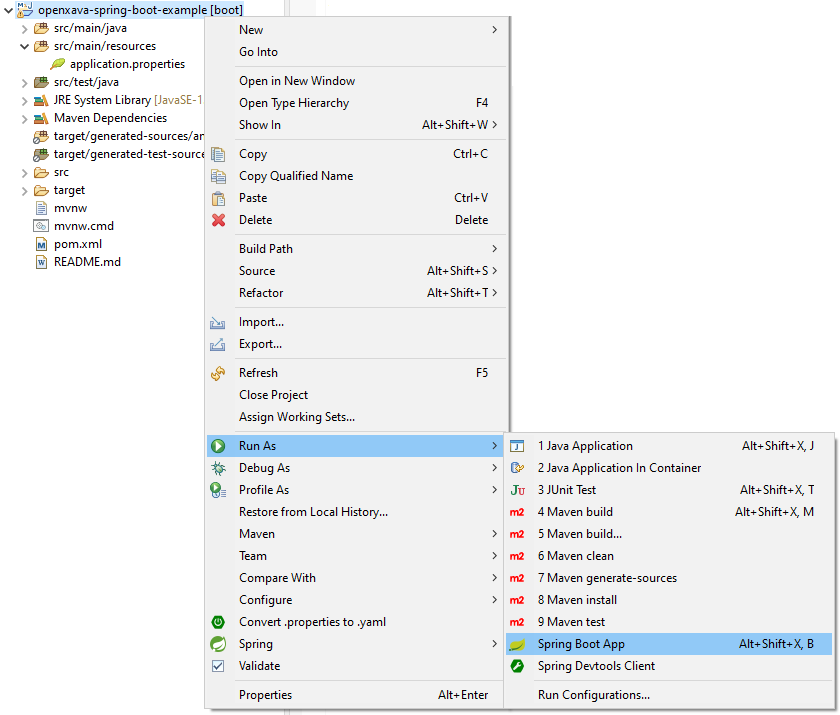 openxava-spring-boot-example [boot]
src/main/java
src/main/resources
application.properties
src/test/java
JRE System Library [JavaSE-1
Maven Dependencies
target/generated-sources/an
target/generated-test-source
src
target
mvnw
mvnw.cmd
pom.xml
README.md
New
Go Into
Open in New Window
Open Type Hierarchy F4
Show In Alt+Shift+W
Copy Ctrl+C
Copy Qualified Name
Paste Ctrl+V
Delete Delete
Build Path
Source Alt+Shift+S
Refactor Alt+Shift+T
Import...
Export...
Refresh F5
Close Project
Assign Working Sets...
Run As
Debug As
Profile As
Restore from Local History...
Maven
Team
Compare With
Configure
Convert .properties to .yaml
Spring
Validate
Properties Alt+Enter
1 Java Application Alt+Shift+X, J
2 Java Application In Container
3 JUnit Test Alt+Shift+X, T
4 Maven build Alt+Shift+X, M
5 Maven build...
6 Maven clean
7 Maven generate-sources
8 Maven install
9 Maven test
Spring Boot App Alt+Shift+X, B
Spring Devtools Client
Run Configurations...